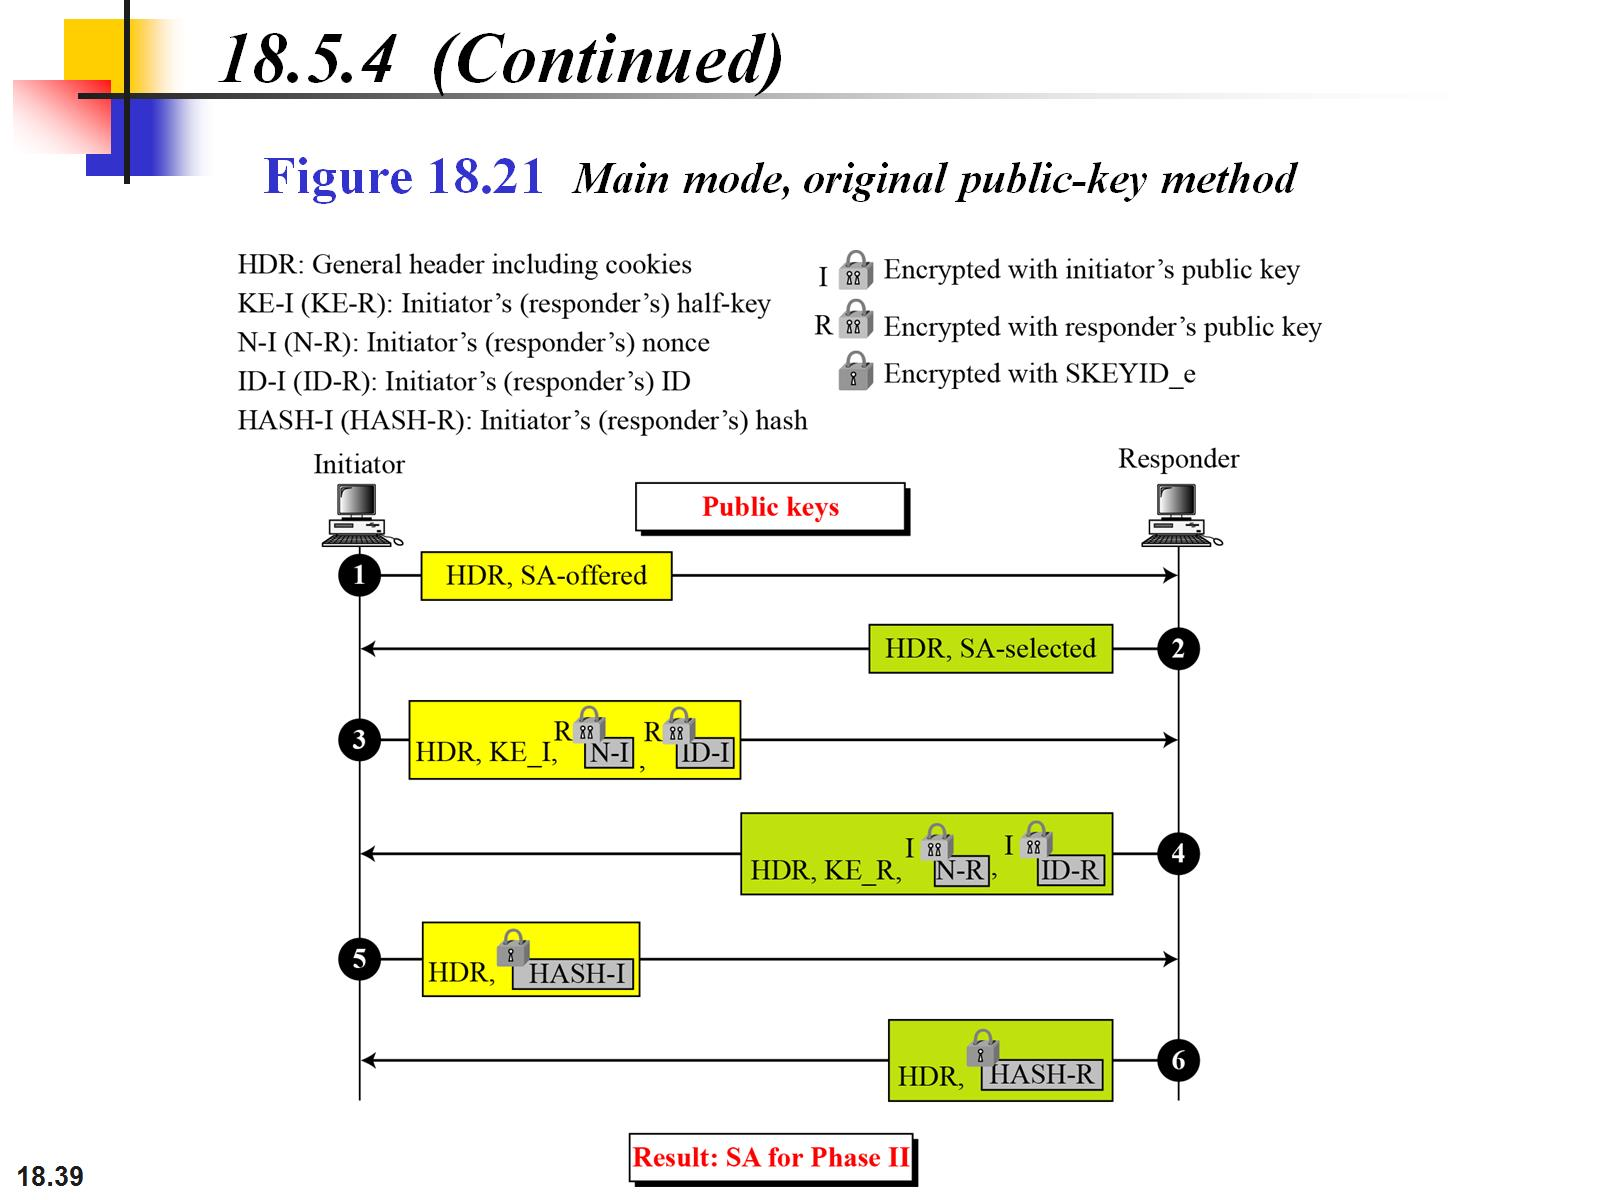 18.5.4 (Continued)
Figure 18.21 Main mode, original public-key method
HDR: General header including cookies
KE-I (KE-R): Initiator’s (responder’s) half-key
N-I (N-R): Initiator’s (responder’s) nonce
ID-I (ID-R): Initiator’s (responder’s) ID
HASH-I (HASH-R): Initiator’s (responder’s) hash
I Encrypted with initiator’s public key
R Encrypted with responder’s public key
Encrypted with SKEYID_e
Initiator
Responder
Public keys
1 HDR, SA-offered
HDR, SA-selected 2
3 HDR, KE_I, R N-I , R ID-I
HDR, KE_R, I N-R , I ID-R 4
5 HDR, HASH-I
HDR, HASH-R 6
Result: SA for Phase II
18.39